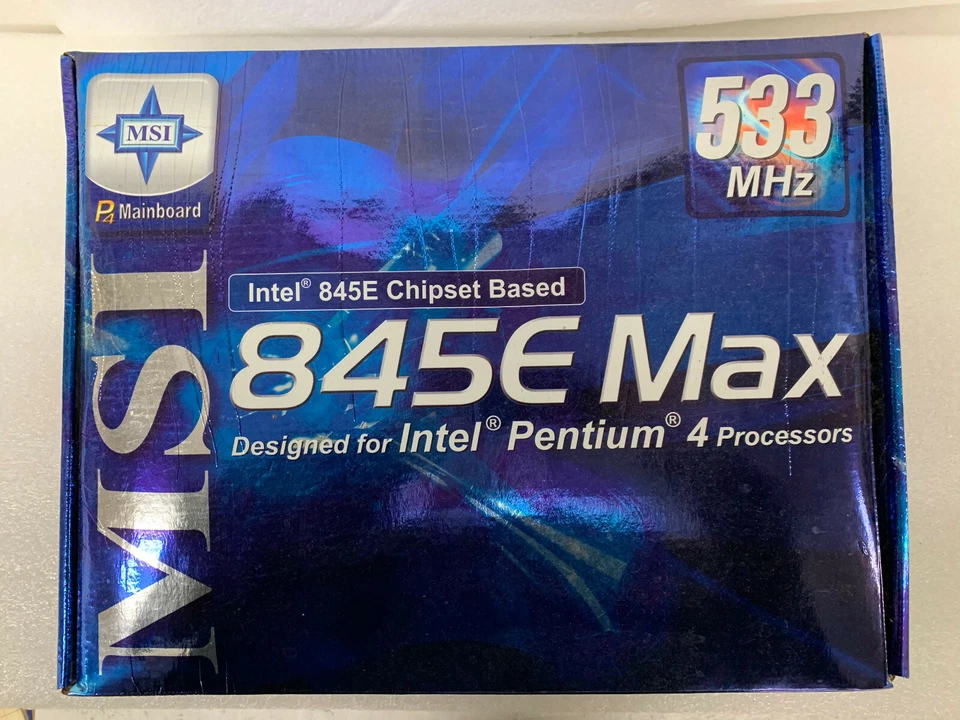 MSI
P4 Mainboard
533
MHz
MSI
Intel® 845E Chipset Based
845E Max
Designed for Intel® Pentium® 4 Processors